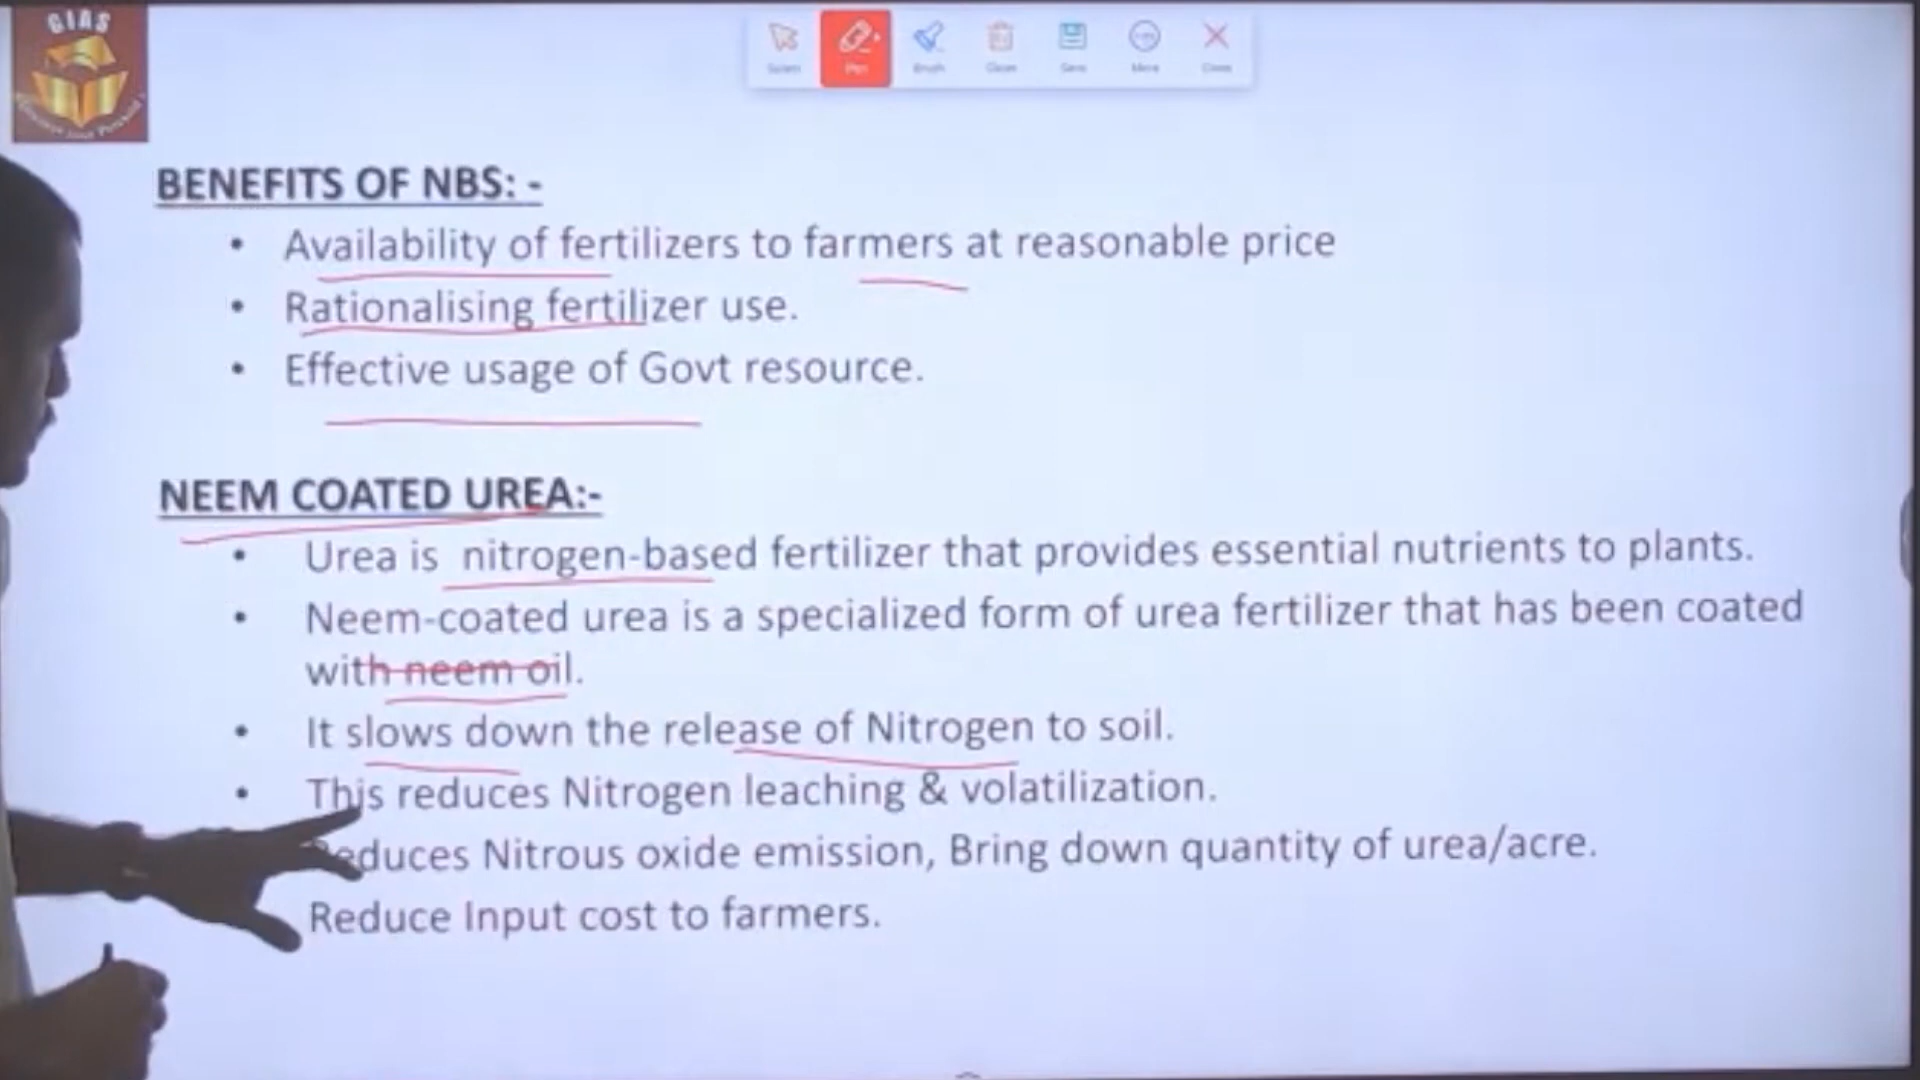 GIAS
BENEFITS OF NBS: -
• Availability of fertilizers to farmers at reasonable price
• Rationalising fertilizer use.
• Effective usage of Govt resource.
NEEM COATED UREA:-
• Urea is nitrogen-based fertilizer that provides essential nutrients to plants.
• Neem-coated urea is a specialized form of urea fertilizer that has been coated
with neem oil.
• It slows down the release of Nitrogen to soil.
• This reduces Nitrogen leaching & volatilization.
Reduces Nitrous oxide emission, Bring down quantity of urea/acre.
Reduce Input cost to farmers.